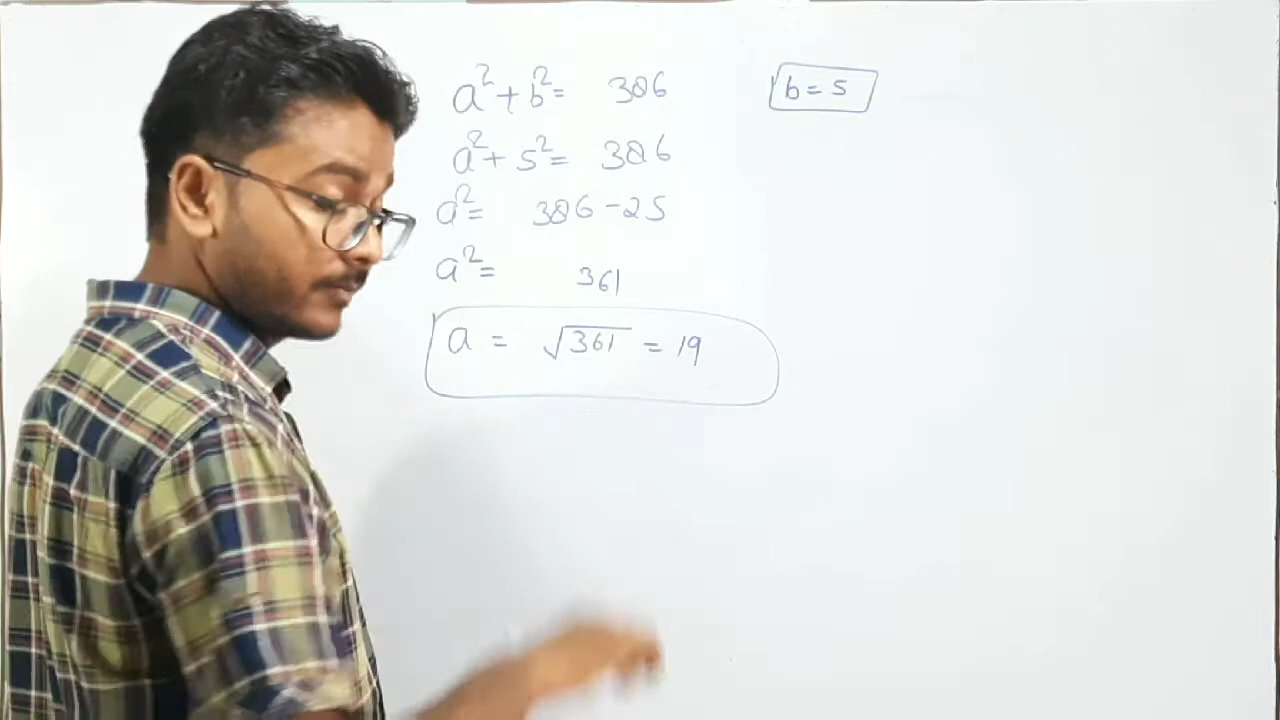 a² + b² = 386
b = 5
a² + 5² = 386
a² = 386 - 25
a² = 361
a = √361 = 19